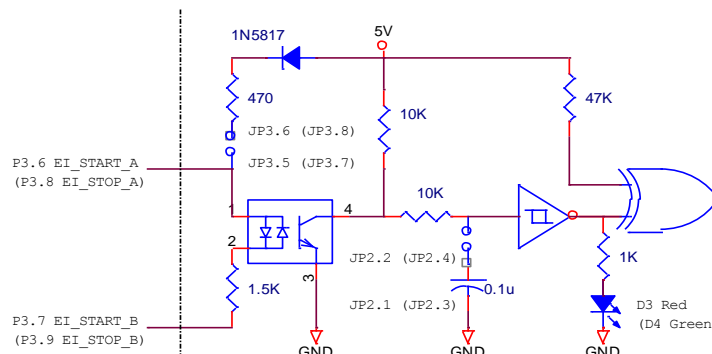 1N5817
5V
470
10K
47K
JP3.6 (JP3.8)
P3.6 EI_START_A
JP3.5 (JP3.7)
(P3.8 EI_STOP_A)
10K
1
4
2
JP2.2 (JP2.4)
1K
3
1.5K
0.1u
D3 Red
JP2.1 (JP2.3)
P3.7 EI_START_B
(D4 Green
(P3.9 EI_STOP_B)
GND
GND
GND